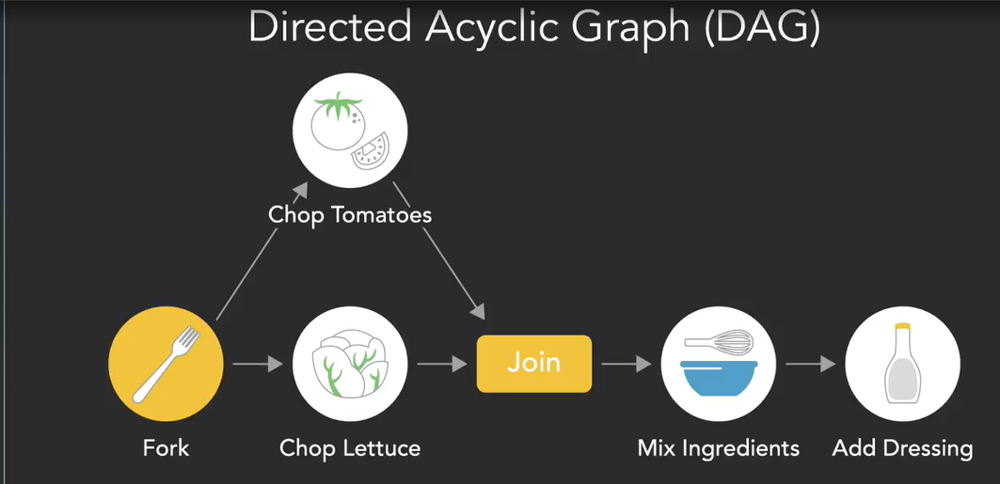 Directed Acyclic Graph (DAG)
Chop Tomatoes
Join
Fork
Chop Lettuce
Mix Ingredients
Add Dressing